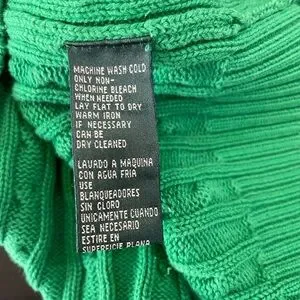 MACHINE WASH COLD
ONLY NON-
CHLORINE BLEACH
WHEN NEEDED
LAY FLAT TO DRY
WARM IRON
IF NECESSARY
CAN BE
DRY CLEANED
LAVADO A MAQUINA
CON AGUA FRIA
USE
BLANQUEADORES
SIN CLORO
UNICAMENTE CUANDO
SEA NECESARIO
ESTIRE EN
SUPERFICIE PLANA